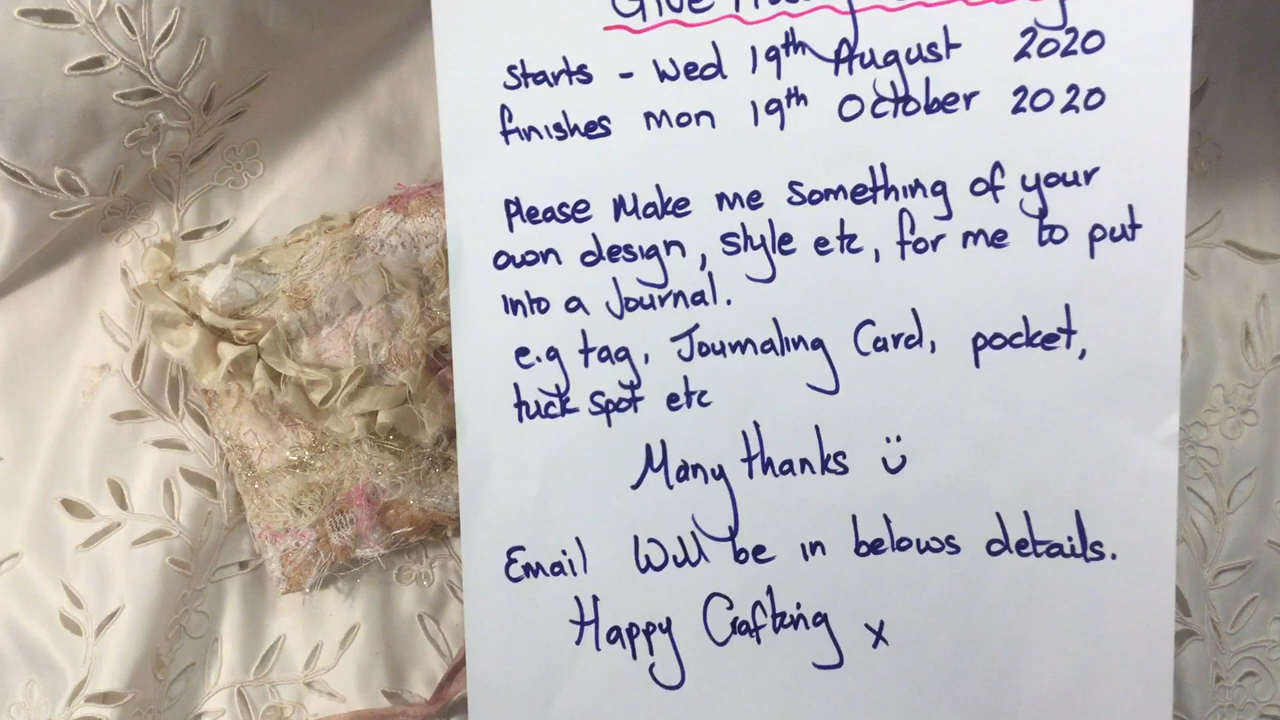 Give Away
starts - Wed 19th August 2020
finishes mon 19th October 2020
Please Make me something of your
own design, style etc, for me to put
into a Journal.
e.g tag, Journaling Card, pocket,
tuck spot etc
Many thanks
Email Will be in belows details.
Happy Crafting x